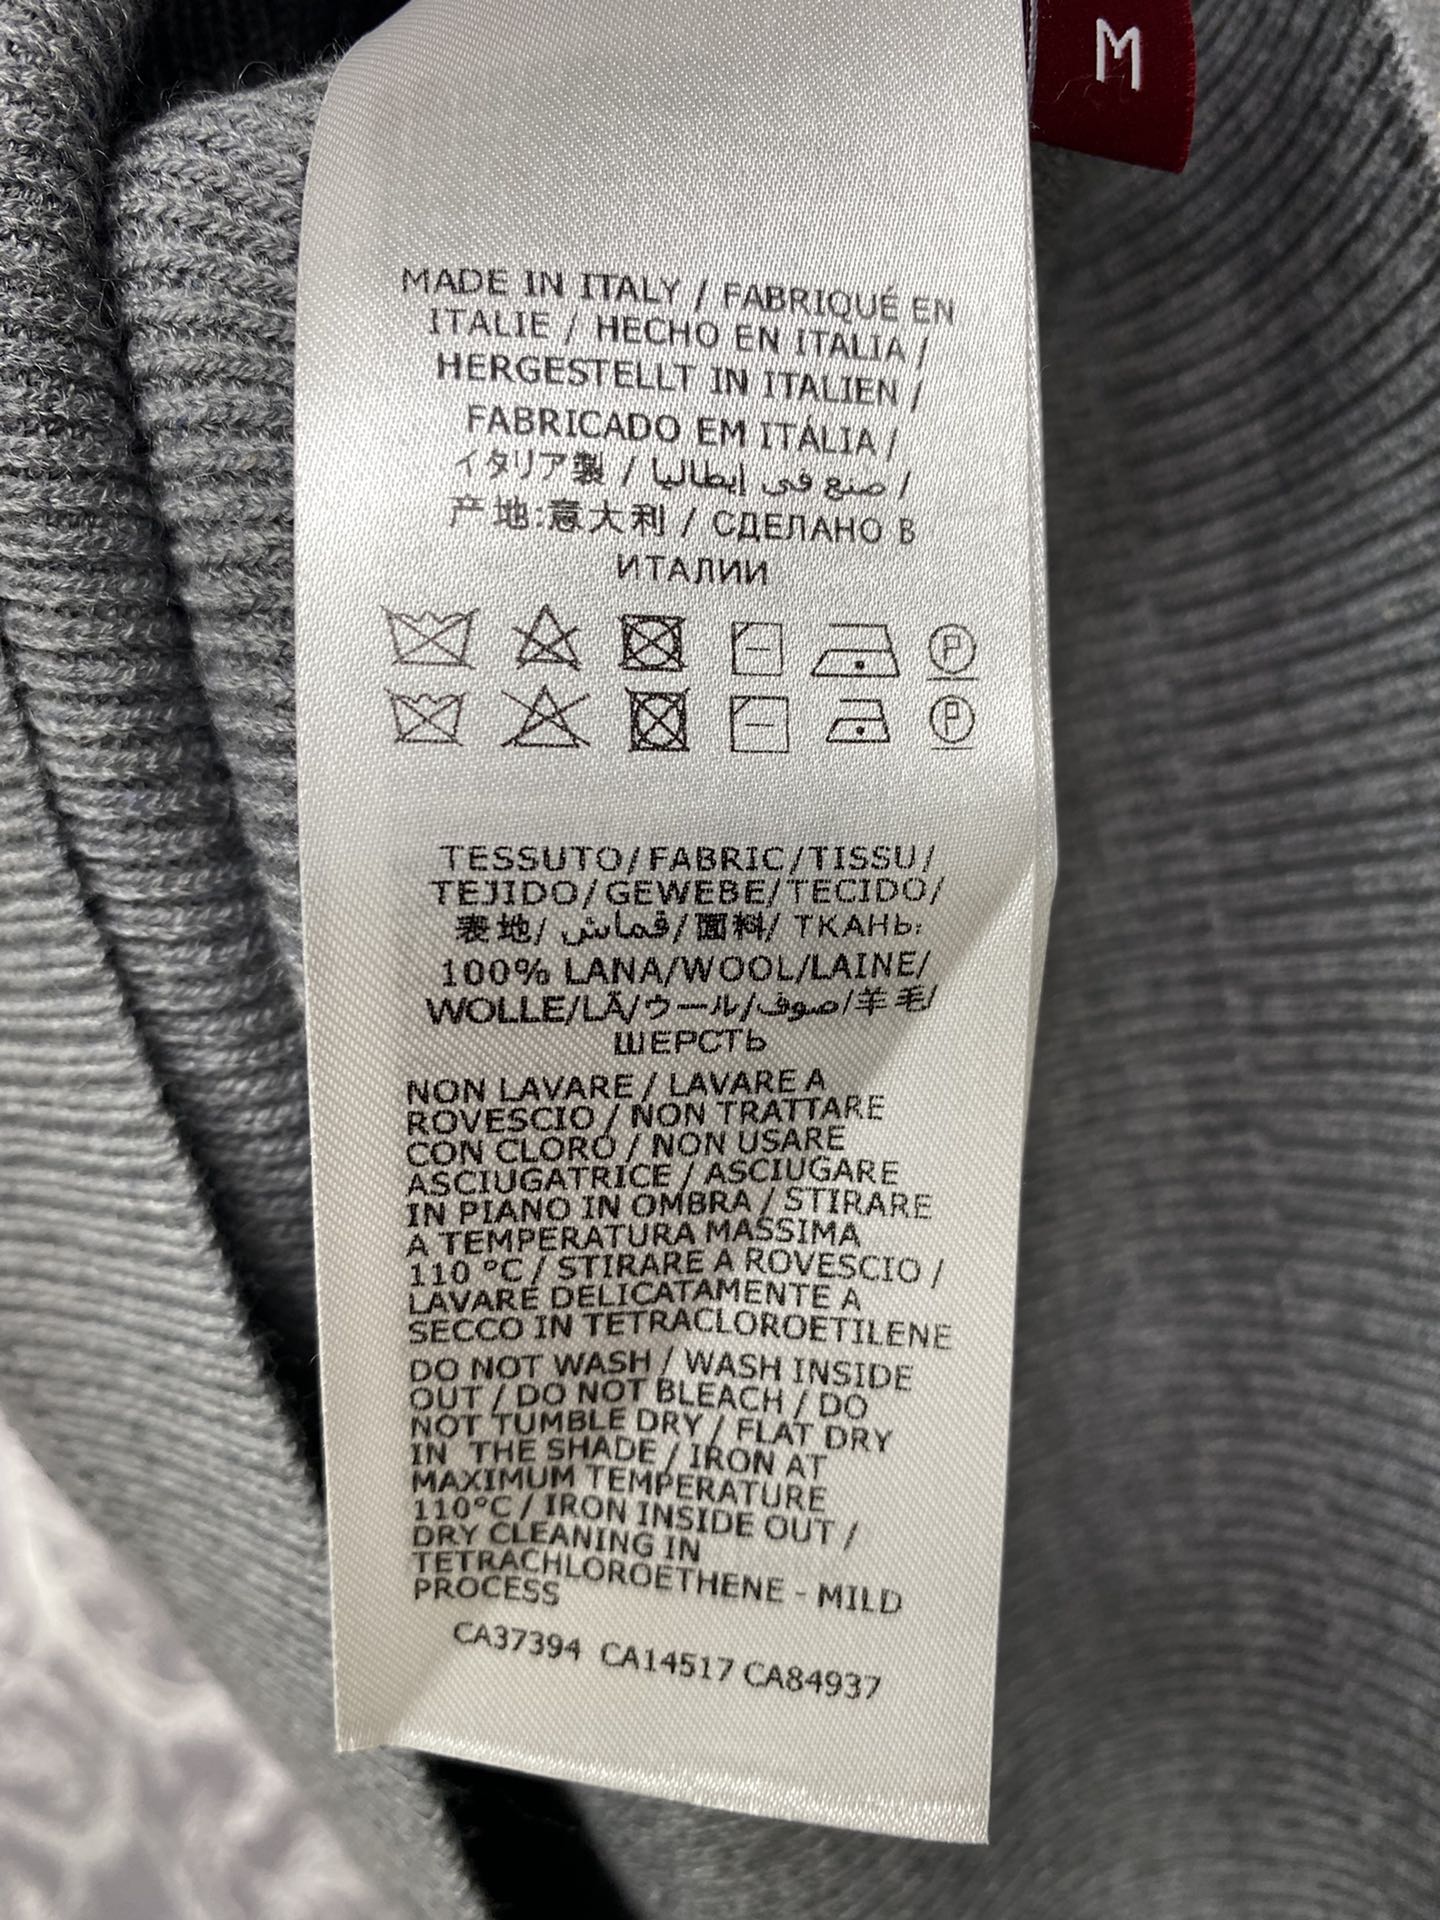 M
MADE IN ITALY / FABRIQUÉ EN
ITALIE / HECHO EN ITALIA /
HERGESTELLT IN ITALIEN /
FABRICADO EM ITÁLIA /
イタリア製 / صنع في إيطاليا /
产地:意大利 / СДЕЛАНО В
ИТАЛИИ
P
P
TESSUTO/FABRIC/TISSU/
TEJIDO/GEWEBE/TECIDO/
表地/ قماش/面料/ ТКАНЬ:
100% LANA/WOOL/LAINE/
WOLLE/LÃ/ウール/صوف/羊毛/
ШЕРСТЬ
NON LAVARE / LAVARE A
ROVESCIO / NON TRATTARE
CON CLORO / NON USARE
ASCIUGATRICE / ASCIUGARE
IN PIANO IN OMBRA / STIRARE
A TEMPERATURA MASSIMA
110 °C / STIRARE A ROVESCIO /
LAVARE DELICATAMENTE A
SECCO IN TETRACLOROETILENE
DO NOT WASH / WASH INSIDE
OUT / DO NOT BLEACH / DO
NOT TUMBLE DRY / FLAT DRY
IN THE SHADE / IRON AT
MAXIMUM TEMPERATURE
110°C / IRON INSIDE OUT /
DRY CLEANING IN
TETRACHLOROETHENE - MILD
PROCESS
CA37394 CA14517 CA84937